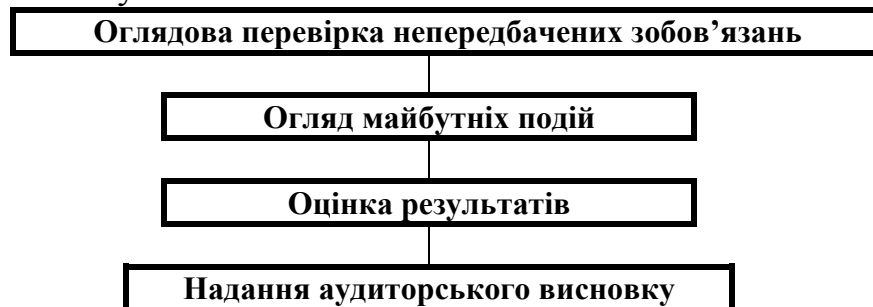 Оглядова перевірка непередбачених зобов’язань
Огляд майбутніх подій
Оцінка результатів
Надання аудиторського висновку